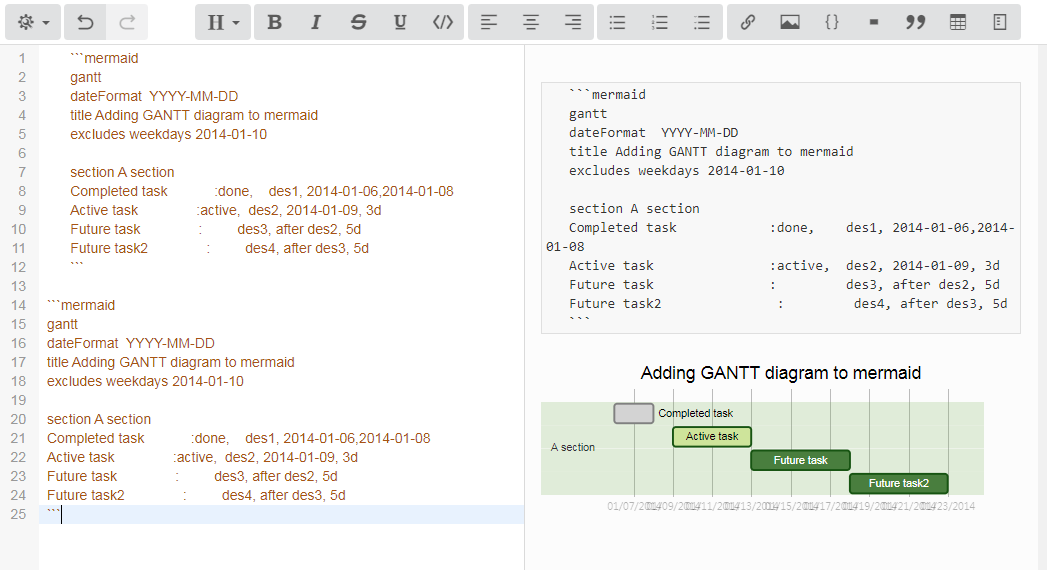 H B I S U </> {}
1 ```mermaid
2 gantt
3 dateFormat  YYYY-MM-DD
4 title Adding GANTT diagram to mermaid
5 excludes weekdays 2014-01-10
6
7 section A section
8 Completed task            :done,    des1, 2014-01-06,2014-01-08
9 Active task               :active,  des2, 2014-01-09, 3d
10 Future task               :         des3, after des2, 5d
11 Future task2               :         des4, after des3, 5d
12 ```
13
14 ```mermaid
15 gantt
16 dateFormat  YYYY-MM-DD
17 title Adding GANTT diagram to mermaid
18 excludes weekdays 2014-01-10
19
20 section A section
21 Completed task            :done,    des1, 2014-01-06,2014-01-08
22 Active task               :active,  des2, 2014-01-09, 3d
23 Future task               :         des3, after des2, 5d
24 Future task2               :         des4, after des3, 5d
25 ```
```mermaid
gantt
dateFormat  YYYY-MM-DD
title Adding GANTT diagram to mermaid
excludes weekdays 2014-01-10

section A section
Completed task            :done,    des1, 2014-01-06,2014-
01-08
Active task               :active,  des2, 2014-01-09, 3d
Future task               :         des3, after des2, 5d
Future task2               :         des4, after des3, 5d
```
Adding GANTT diagram to mermaid
Completed task
Active task
A section
Future task
Future task2
01/07/2014 01/09/2014 01/11/2014 01/13/2014 01/15/2014 01/17/2014 01/19/2014 01/21/2014 01/23/2014